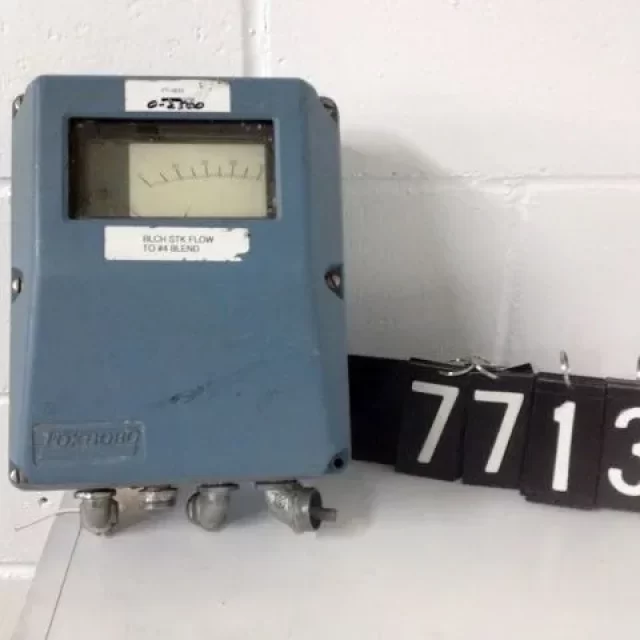 0-2700
BLCH STK FLOW
TO #4 BLEND
FOXBORO
7713